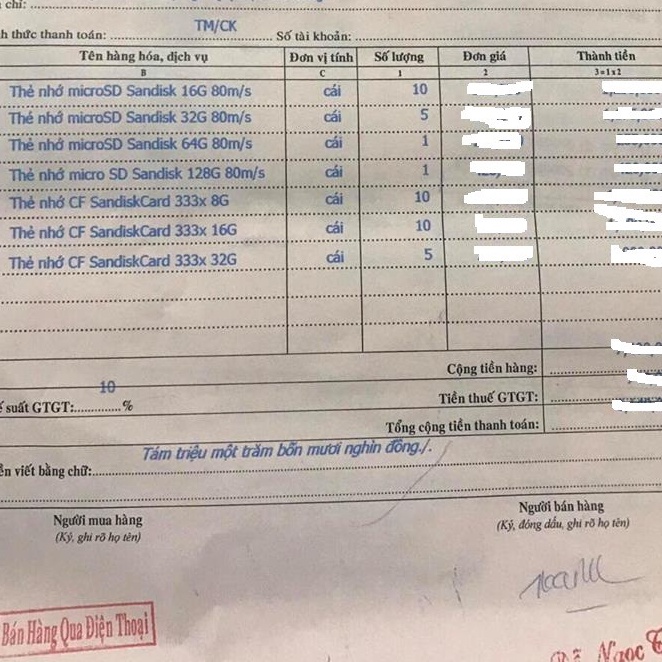 chỉ:
TM/CK
thức thanh toán: Số tài khoản:
Tên hàng hóa, dịch vụ Đơn vị tính Số lượng Đơn giá Thành tiền
B C 1 2 3=1x2
Thẻ nhớ microSD Sandisk 16G 80m/s cái 10
Thẻ nhớ microSD Sandisk 32G 80m/s cái 5
Thẻ nhớ microSD Sandisk 64G 80m/s cái 1
Thẻ nhớ micro SD Sandisk 128G 80m/s cái 1
Thẻ nhớ CF SandiskCard 333x 8G cái 10
Thẻ nhớ CF SandiskCard 333x 16G cái 10
Thẻ nhớ CF SandiskCard 333x 32G cái 5
Cộng tiền hàng:
10
suất GTGT: % Tiền thuế GTGT:
Tổng cộng tiền thanh toán:
Tám triệu một trăm bốn mươi nghìn đồng./.
viết bằng chữ:
Người mua hàng Người bán hàng
(Ký, ghi rõ họ tên) (Ký, đóng dấu, ghi rõ họ tên)
Bán Hàng Qua Điện Thoại
Ngọc